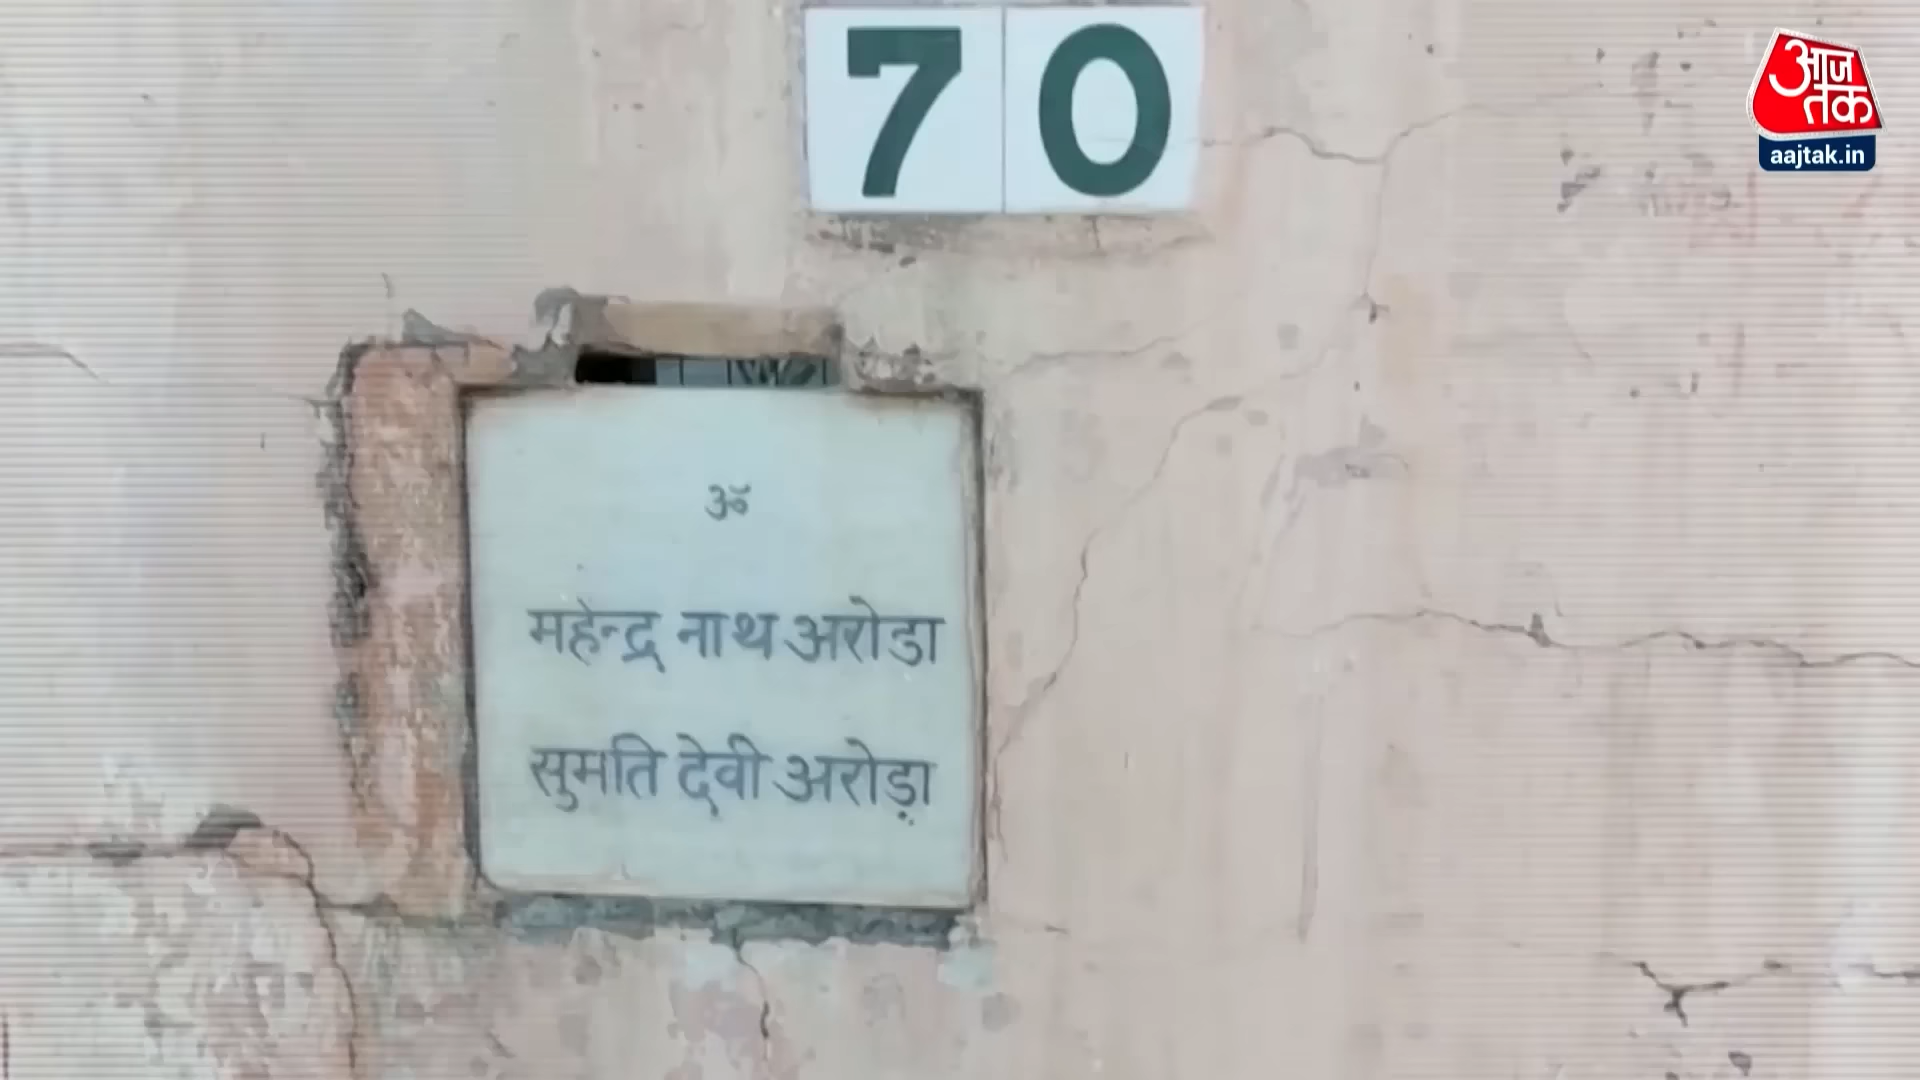 70
आज
तक
aajtak.in
ॐ
महेन्द्र नाथ अरोडा
सुमति देवी अरोड़ा